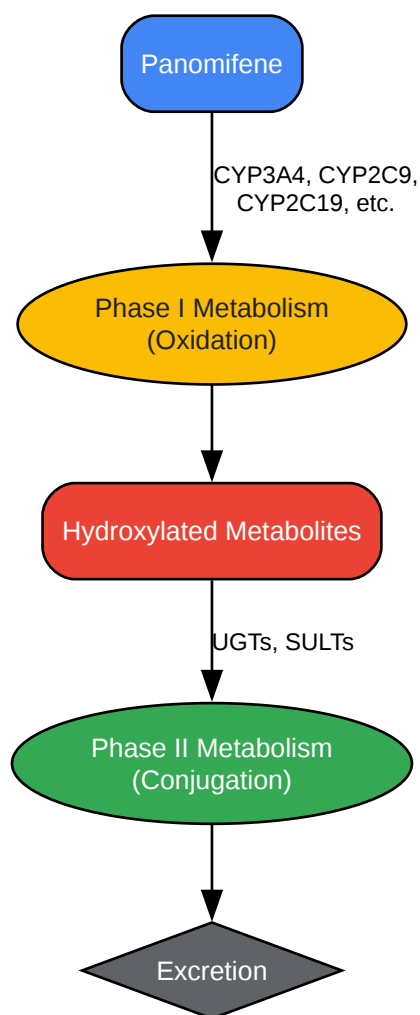 Panomifene
CYP3A4, CYP2C9,
CYP2C19, etc.
Phase I Metabolism
(Oxidation)
Hydroxylated Metabolites
UGTs, SULTs
Phase II Metabolism
(Conjugation)
Excretion